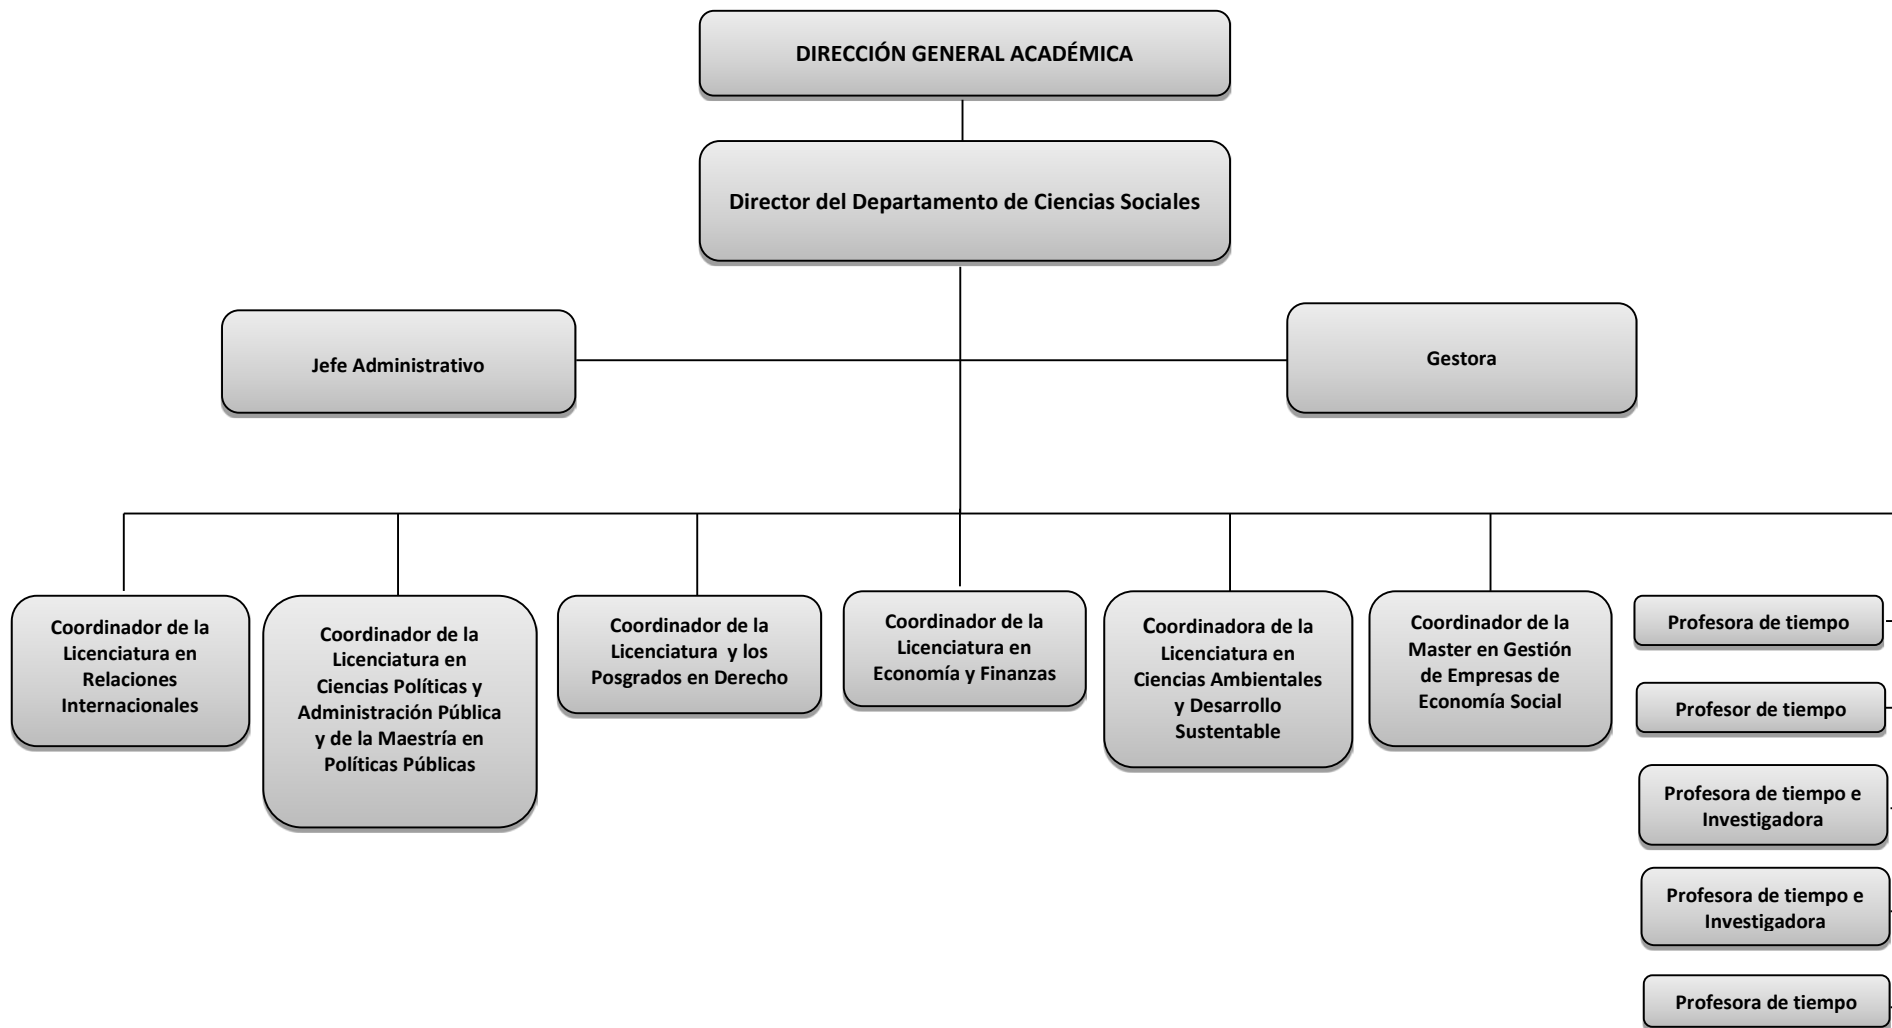 DIRECCIÓN GENERAL ACADÉMICA
Director del Departamento de Ciencias Sociales
Jefe Administrativo
Gestora
Coordinador de la
Licenciatura en
Relaciones
Internacionales
Coordinador de la
Licenciatura en
Ciencias Políticas y
Administración Pública
y de la Maestría en
Políticas Públicas
Coordinador de la
Licenciatura y los
Posgrados en Derecho
Coordinador de la
Licenciatura en
Economía y Finanzas
Coordinadora de la
Licenciatura en
Ciencias Ambientales
y Desarrollo
Sustentable
Coordinador de la
Master en Gestión
de Empresas de
Economía Social
Profesora de tiempo
Profesor de tiempo
Profesora de tiempo e
Investigadora
Profesora de tiempo e
Investigadora
Profesora de tiempo